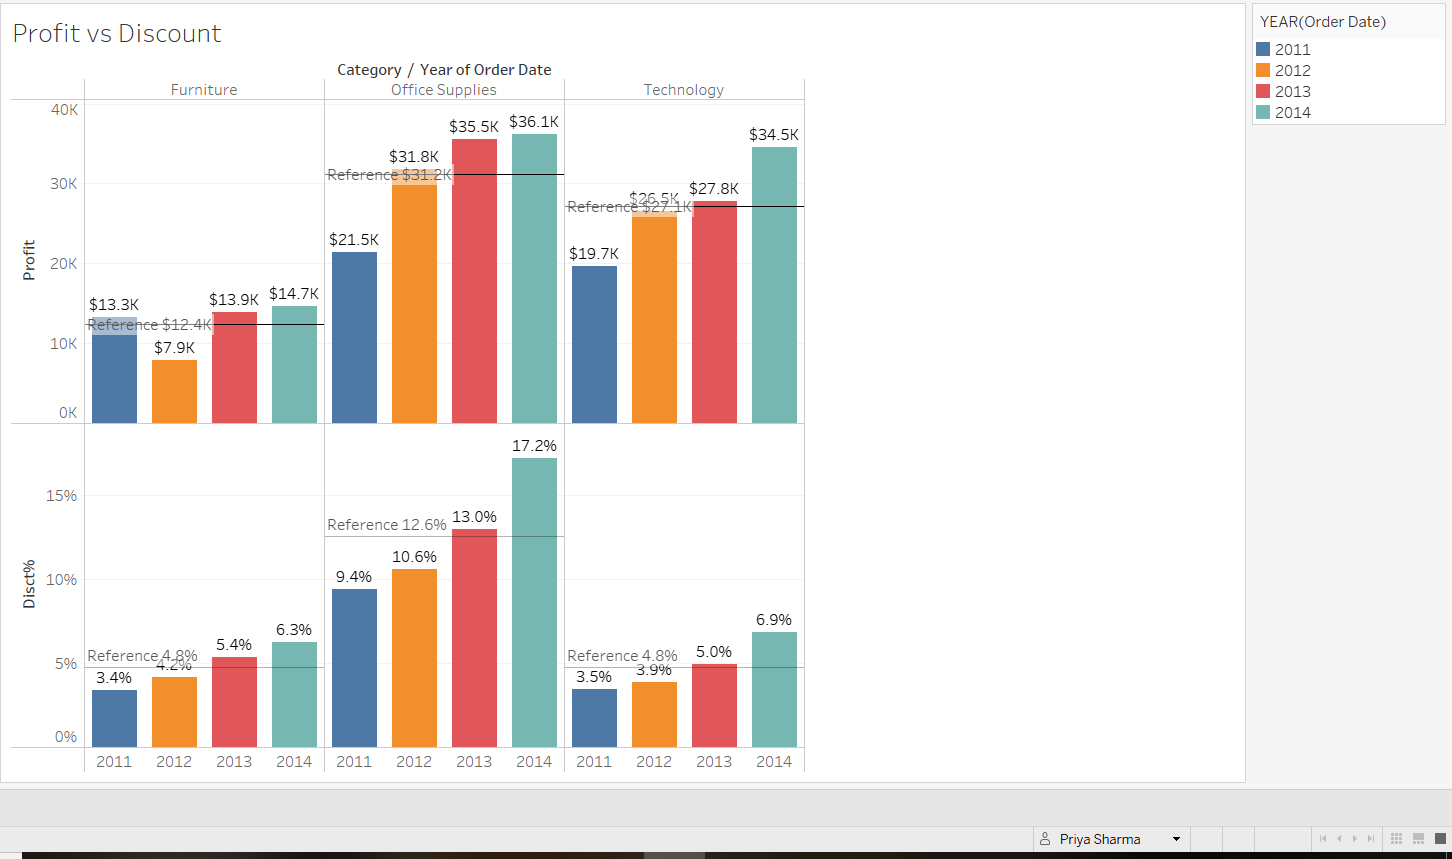 Profit vs Discount
YEAR(Order Date)
2011
2012
2013
2014
Category / Year of Order Date
Furniture Office Supplies Technology
Profit
40K
30K
20K
10K
0K
$13.3K $7.9K $13.9K $14.7K
Reference $12.4K
$21.5K $31.8K $35.5K $36.1K
Reference $31.2K
$19.7K $26.5K $27.8K $34.5K
Reference $27.1K
Disct%
15%
10%
5%
0%
3.4% 4.2% 5.4% 6.3%
Reference 4.8%
9.4% 10.6% 13.0% 17.2%
Reference 12.6%
3.5% 3.9% 5.0% 6.9%
Reference 4.8%
2011 2012 2013 2014 2011 2012 2013 2014 2011 2012 2013 2014
Priya Sharma